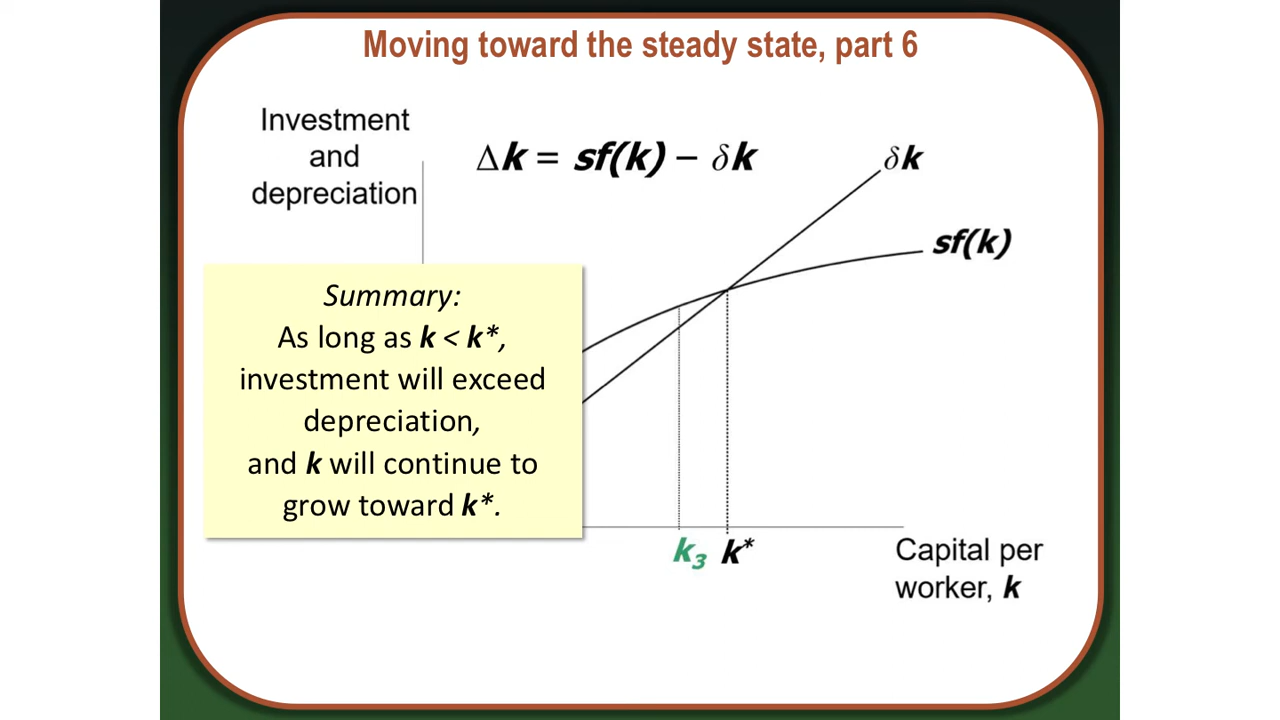 Moving toward the steady state, part 6
Investment
and
depreciation
Δk = sf(k) − δk
δk
sf(k)
Summary:
As long as k < k*,
investment will exceed
depreciation,
and k will continue to
grow toward k*.
k₃ k*
Capital per
worker, k